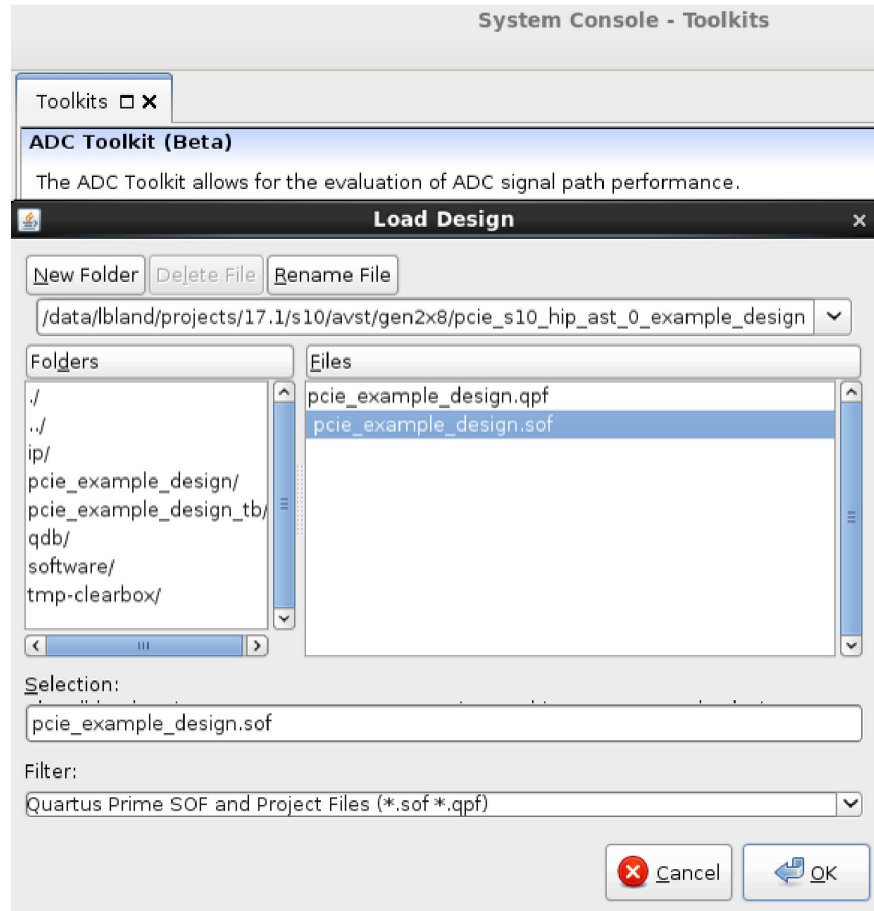 System Console - Toolkits
Toolkits
ADC Toolkit (Beta)
The ADC Toolkit allows for the evaluation of ADC signal path performance.
Load Design
New Folder Delete File Rename File
/data/lbland/projects/17.1/s10/avst/gen2x8/pcie_s10_hip_ast_0_example_design
Folders
./
../
ip/
pcie_example_design/
pcie_example_design_tb/
qdb/
software/
tmp-clearbox/
Files
pcie_example_design.qpf
pcie_example_design.sof
Selection:
pcie_example_design.sof
Filter:
Quartus Prime SOF and Project Files (*.sof *.qpf)
Cancel OK